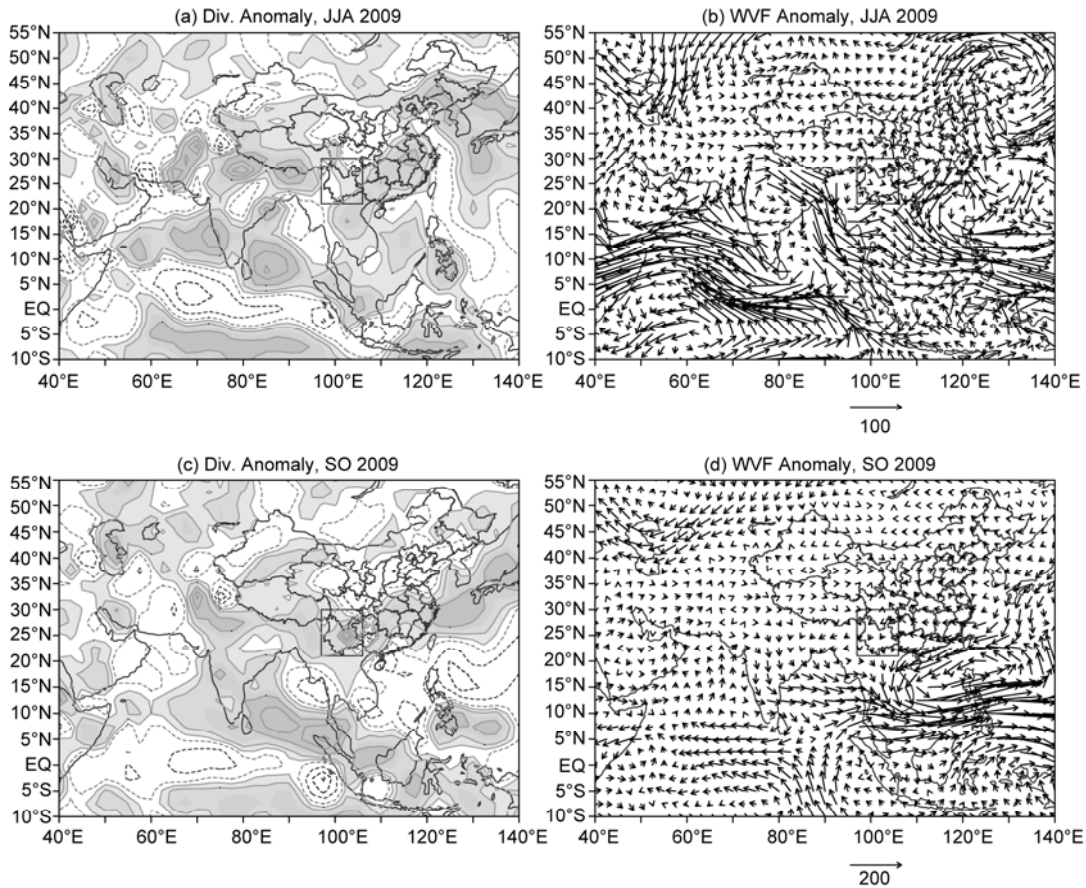 (a) Div. Anomaly, JJA 2009
55°N
50°N
45°N
40°N
35°N
30°N
25°N
20°N
15°N
10°N
5°N
EQ
5°S
10°S
40°E 60°E 80°E 100°E 120°E 140°E
(b) WVF Anomaly, JJA 2009
55°N
50°N
45°N
40°N
35°N
30°N
25°N
20°N
15°N
10°N
5°N
EQ
5°S
10°S
40°E 60°E 80°E 100°E 120°E 140°E
100
(c) Div. Anomaly, SO 2009
55°N
50°N
45°N
40°N
35°N
30°N
25°N
20°N
15°N
10°N
5°N
EQ
5°S
10°S
40°E 60°E 80°E 100°E 120°E 140°E
(d) WVF Anomaly, SO 2009
55°N
50°N
45°N
40°N
35°N
30°N
25°N
20°N
15°N
10°N
5°N
EQ
5°S
10°S
40°E 60°E 80°E 100°E 120°E 140°E
200